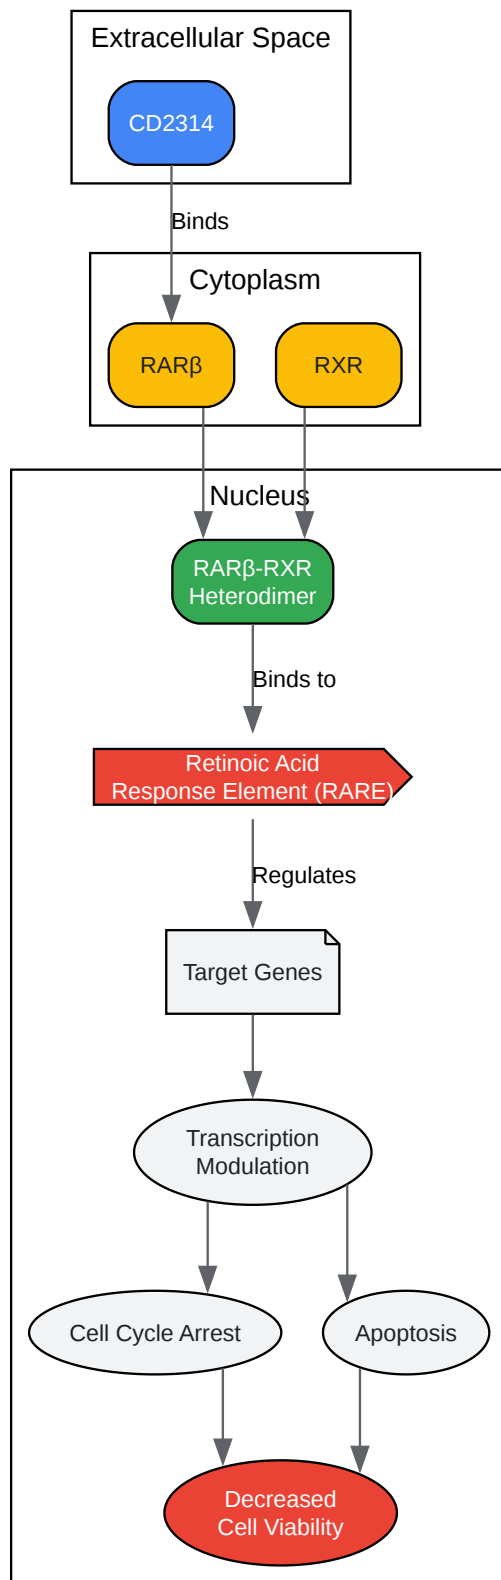 Extracellular Space
CD2314
Binds
Cytoplasm
RARβ
RXR
Nucleus
RARβ-RXR
Heterodimer
Binds to
Retinoic Acid
Response Element (RARE)
Regulates
Target Genes
Transcription
Modulation
Cell Cycle Arrest
Apoptosis
Decreased
Cell Viability